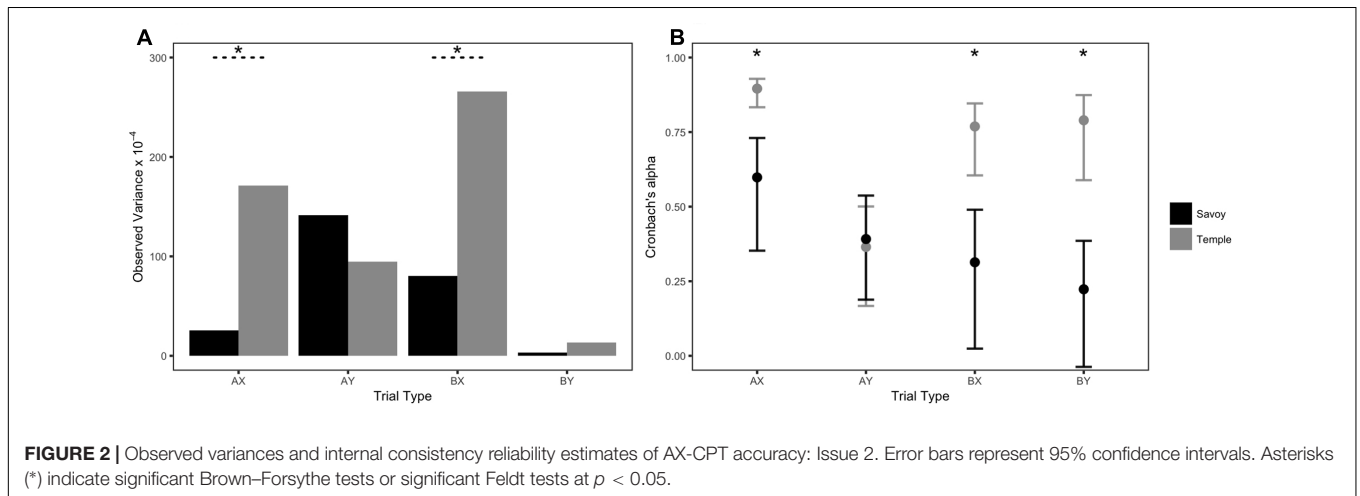 A
B
*
*
*
*
*
300
200
100
0
Observed Variance x 10⁻⁴
AX
AY
BX
BY
Trial Type
1.00
0.75
0.50
0.25
0.00
Cronbach's alpha
AX
AY
BX
BY
Trial Type
Savoy
Temple
FIGURE 2 | Observed variances and internal consistency reliability estimates of AX-CPT accuracy: Issue 2. Error bars represent 95% confidence intervals. Asterisks
(*) indicate significant Brown–Forsythe tests or significant Feldt tests at p < 0.05.